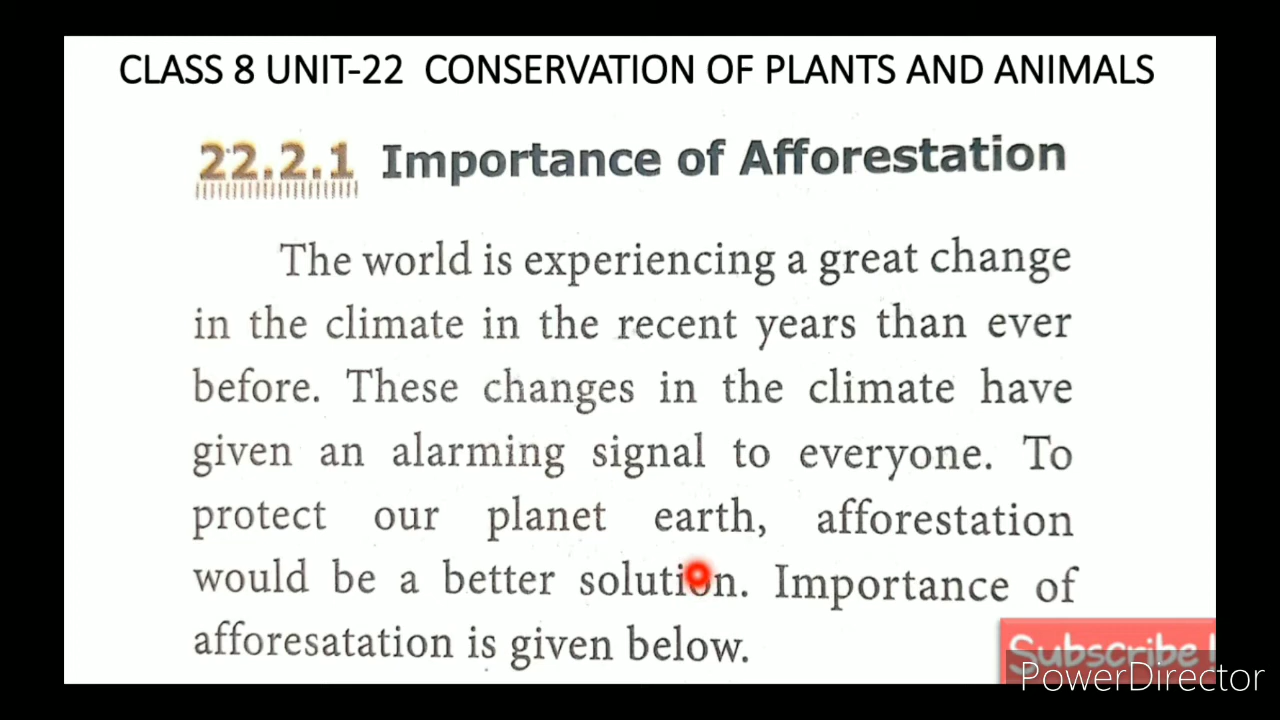 CLASS 8 UNIT-22 CONSERVATION OF PLANTS AND ANIMALS
22.2.1 Importance of Afforestation
The world is experiencing a great change
in the climate in the recent years than ever
before. These changes in the climate have
given an alarming signal to everyone. To
protect our planet earth, afforestation
would be a better solution. Importance of
afforesatation is given below.
Subscribe !
PowerDirector